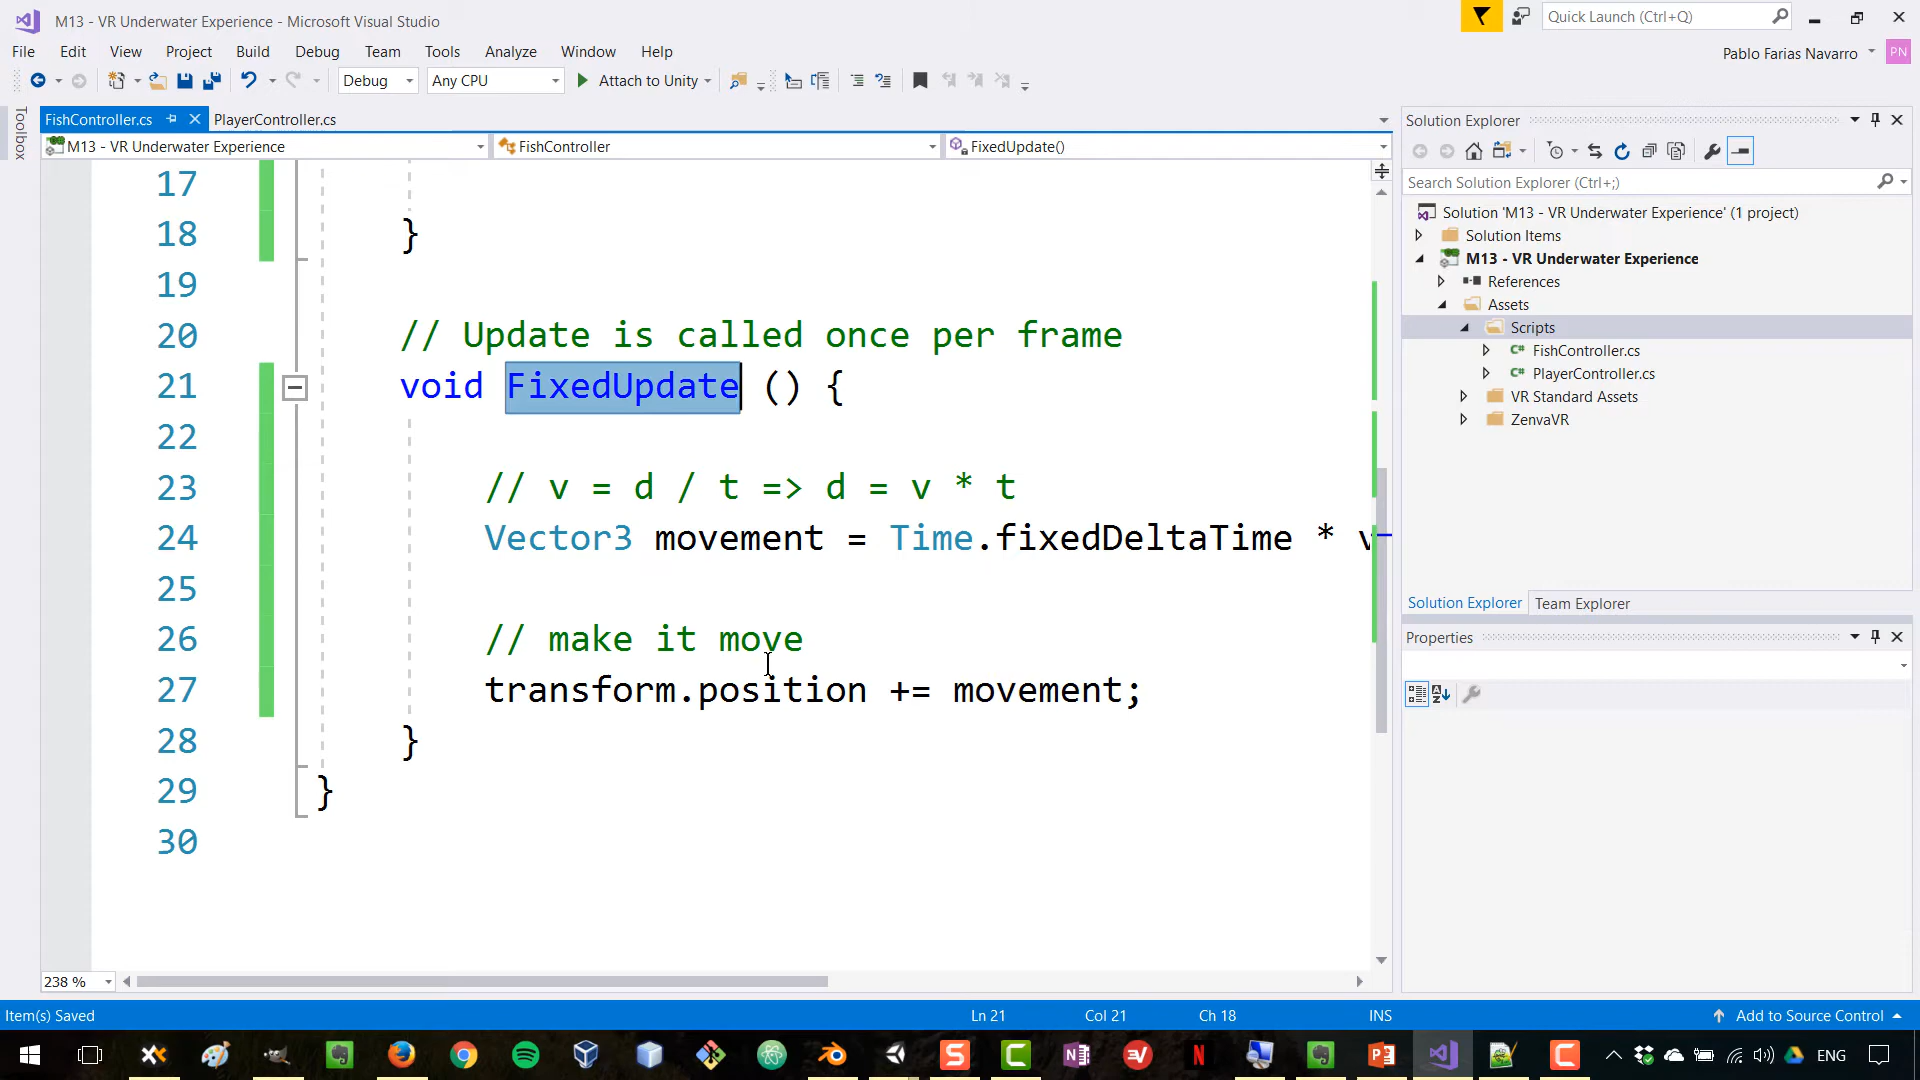 M13 - VR Underwater Experience - Microsoft Visual Studio
Quick Launch (Ctrl+Q)
File Edit View Project Build Debug Team Tools Analyze Window Help
Pablo Farias Navarro PN
Debug Any CPU Attach to Unity
Toolbox
FishController.cs PlayerController.cs
M13 - VR Underwater Experience FishController FixedUpdate()
17
18 }
19
20 // Update is called once per frame
21 void FixedUpdate () {
22
23 // v = d / t => d = v * t
24 Vector3 movement = Time.fixedDeltaTime * v
25
26 // make it move
27 transform.position += movement;
28 }
29 }
30
238 %
Solution Explorer
Search Solution Explorer (Ctrl+;)
Solution 'M13 - VR Underwater Experience' (1 project)
Solution Items
M13 - VR Underwater Experience
References
Assets
Scripts
FishController.cs
PlayerController.cs
VR Standard Assets
ZenvaVR
Solution Explorer Team Explorer
Properties
Item(s) Saved Ln 21 Col 21 Ch 18 INS Add to Source Control
ENG